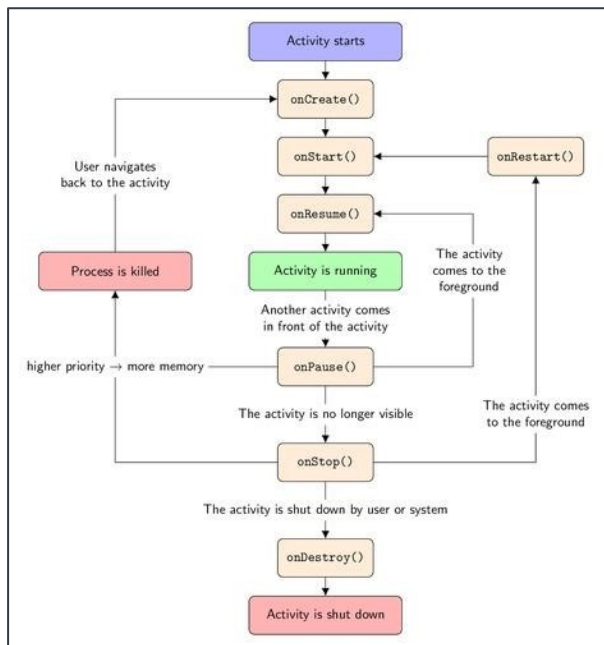 Activity starts
onCreate()
onStart()
onRestart()
User navigates
back to the activity
onResume()
The activity
comes to the
foreground
Process is killed
Activity is running
Another activity comes
in front of the activity
higher priority → more memory
onPause()
The activity is no longer visible
The activity comes
to the foreground
onStop()
The activity is shut down by user or system
onDestroy()
Activity is shut down